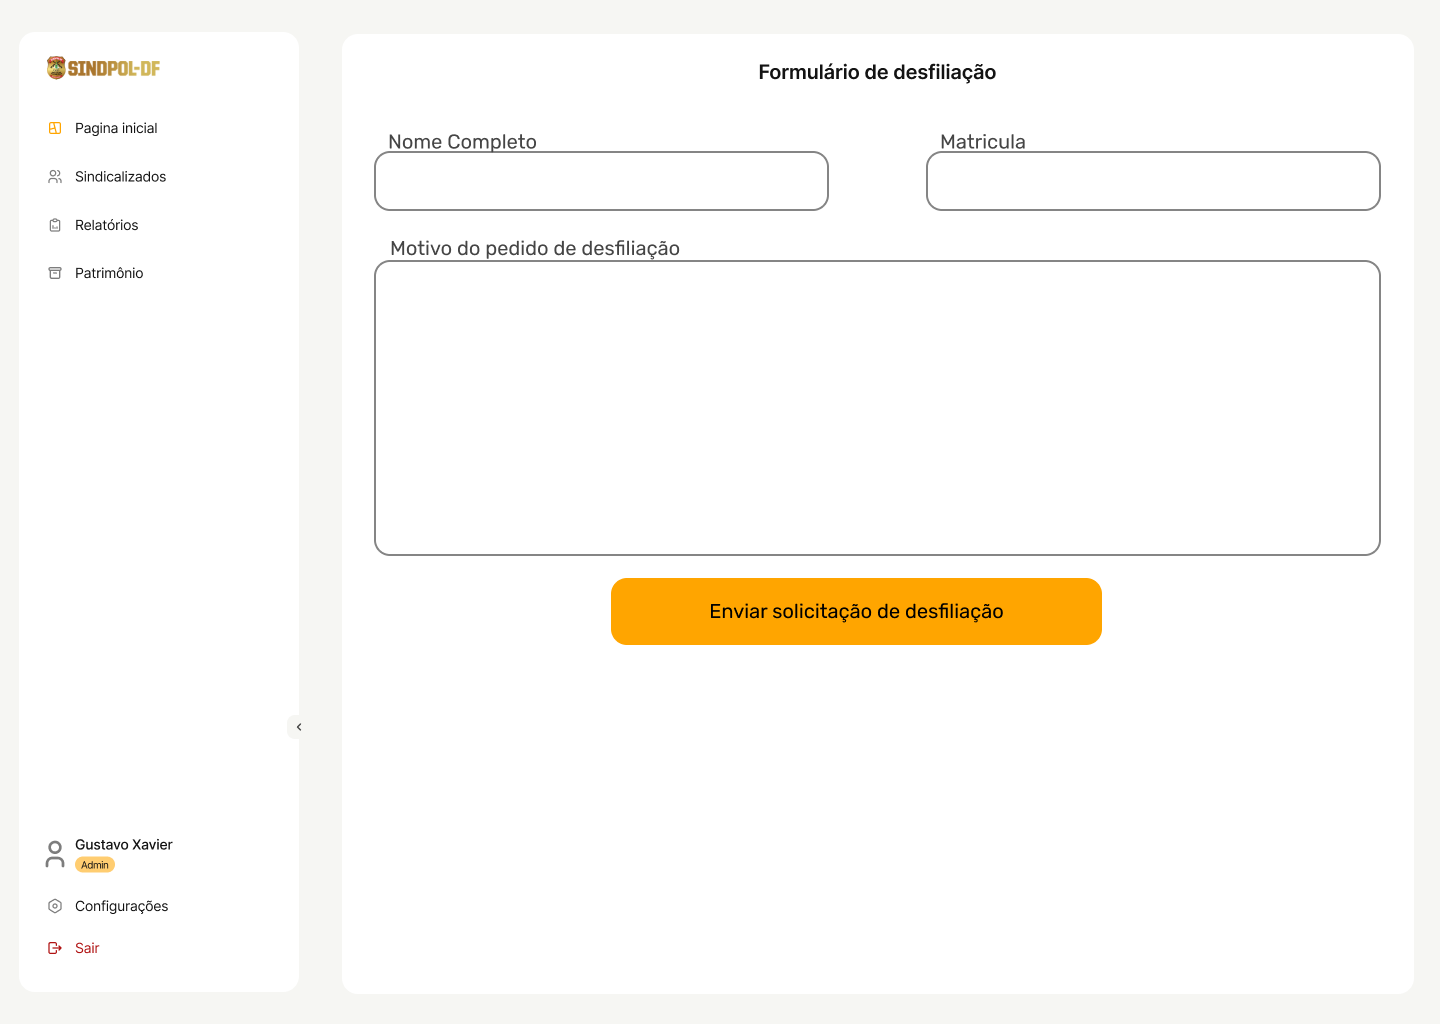 SINDPOL-DF
Pagina inicial
Sindicalizados
Relatórios
Patrimônio
Gustavo Xavier
Admin
Configurações
Sair
Formulário de desfiliação
Nome Completo
Matricula
Motivo do pedido de desfiliação
Enviar solicitação de desfiliação